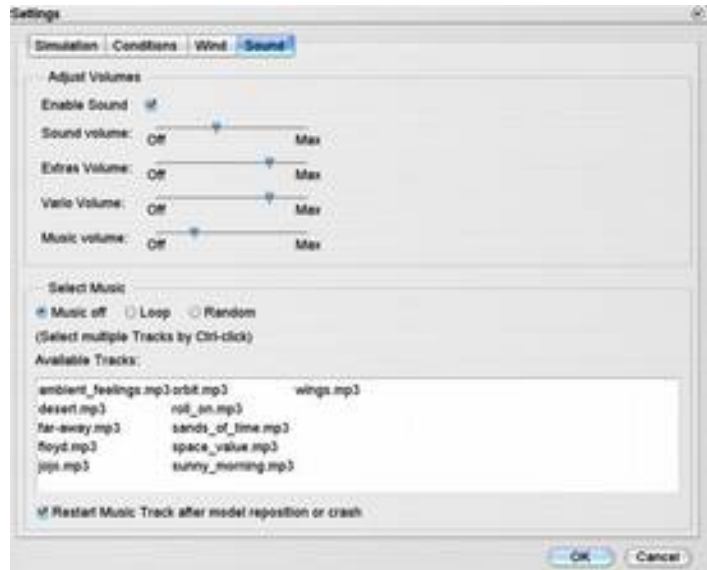 Settings
Simulation Conditions Wind Sound
Adjust Volumes
Enable Sound
Sound volume: Off Max
Extras Volume: Off Max
Vario Volume: Off Max
Music volume: Off Max
Select Music
Music off Loop Random
(Select multiple Tracks by Ctrl-click)
Available Tracks:
ambient_feelings.mp3 orbit.mp3 wings.mp3
desert.mp3 roll_on.mp3
far-away.mp3 sands_of_time.mp3
floyd.mp3 space_value.mp3
jojo.mp3 sunny_morning.mp3
Restart Music Track after model reposition or crash
OK Cancel